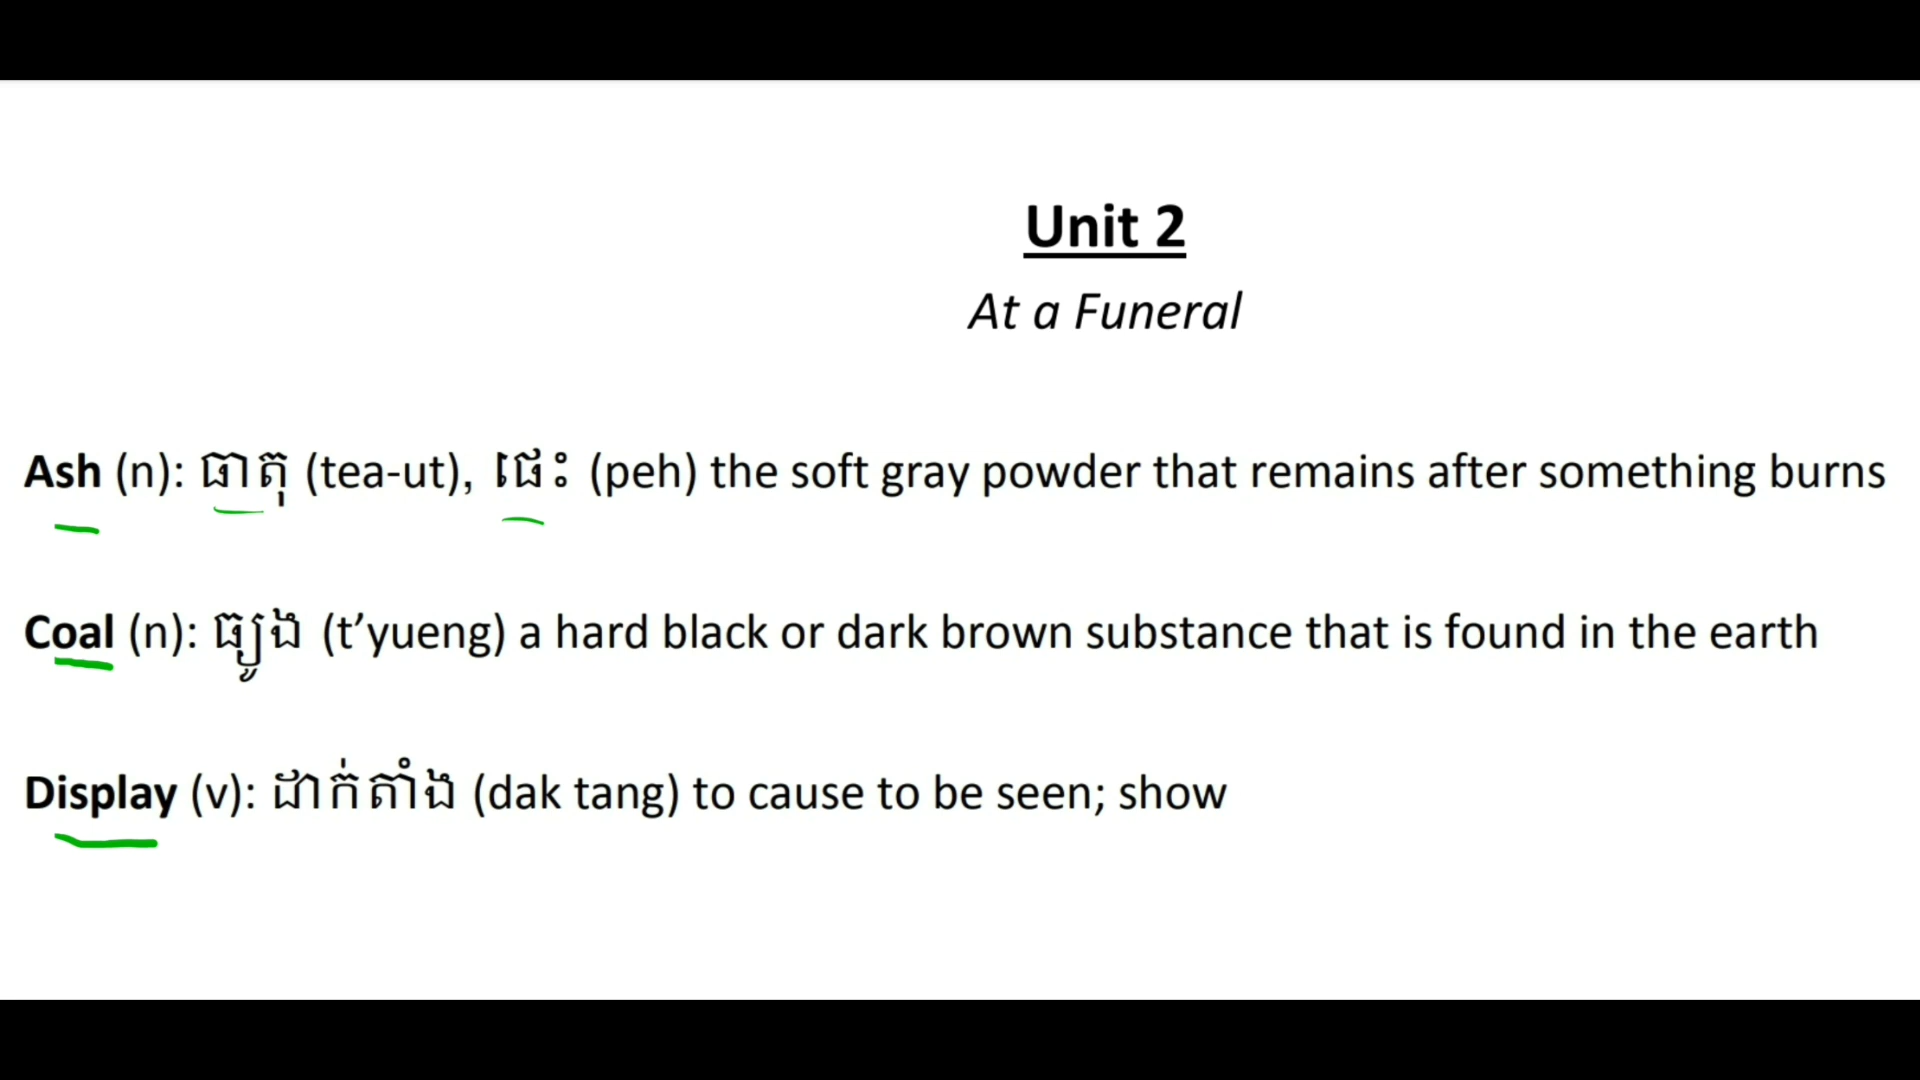 Unit 2
At a Funeral
Ash (n): ធាតុ (tea-ut), ផេះ (peh) the soft gray powder that remains after something burns
Coal (n): ធ្យូង (t’yueng) a hard black or dark brown substance that is found in the earth
Display (v): ដាក់តាំង (dak tang) to cause to be seen; show